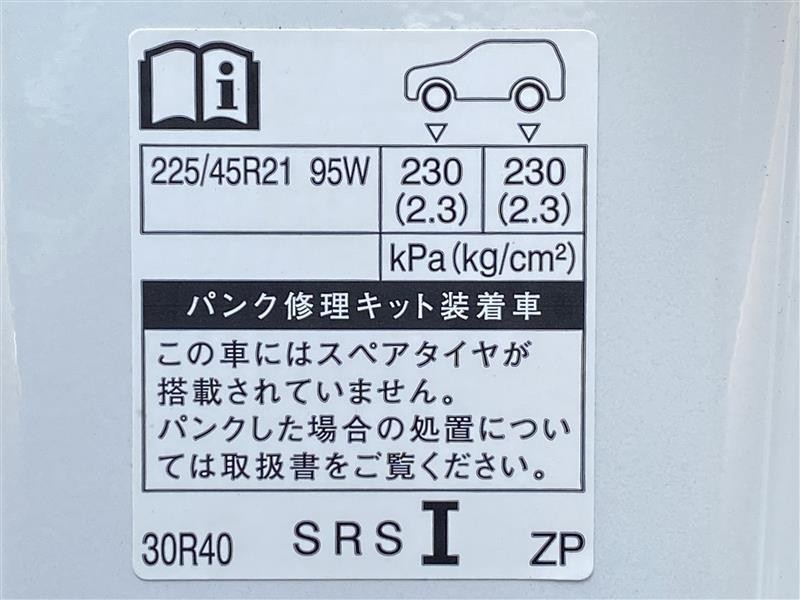 i
225/45R21 95W 230 230
(2.3) (2.3)
kPa(kg/cm²)
パンク修理キット装着車
この車にはスペアタイヤが
搭載されていません。
パンクした場合の処置につい
ては取扱書をご覧ください。
30R40 SRS I ZP